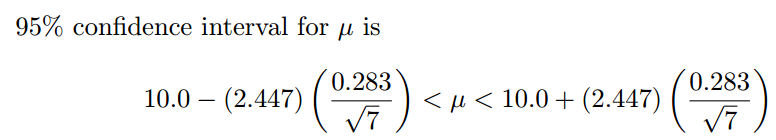 95% confidence interval for μ is
10.0 − (2.447) (0.283/√7) < μ < 10.0 + (2.447) (0.283/√7)